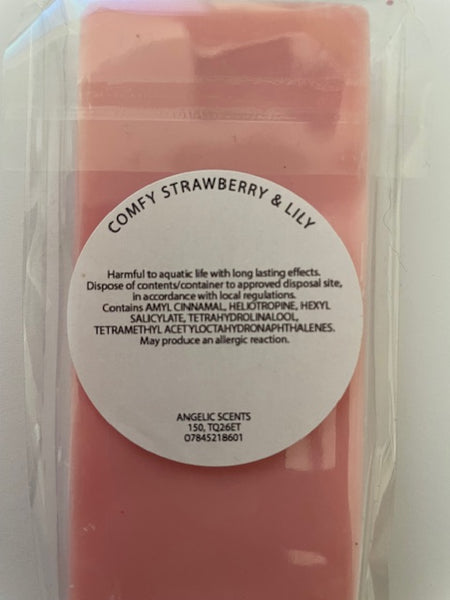 COMFY STRAWBERRY & LILY
Harmful to aquatic life with long lasting effects.
Dispose of contents/container to approved disposal site,
in accordance with local regulations.
Contains AMYL CINNAMAL, HELIOTROPINE, HEXYL
SALICYLATE, TETRAHYDROLINALOOL,
TETRAMETHYL ACETYLOCTAHYDRONAPHTHALENES.
May produce an allergic reaction.
ANGELIC SCENTS
150, TQ26ET
07845218601